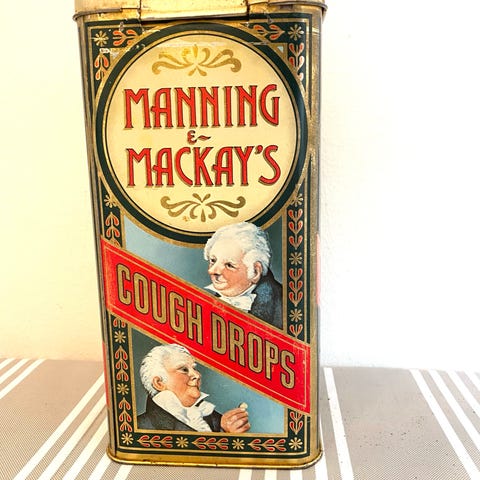 MANNING
&
MACKAY'S
COUGH DROPS